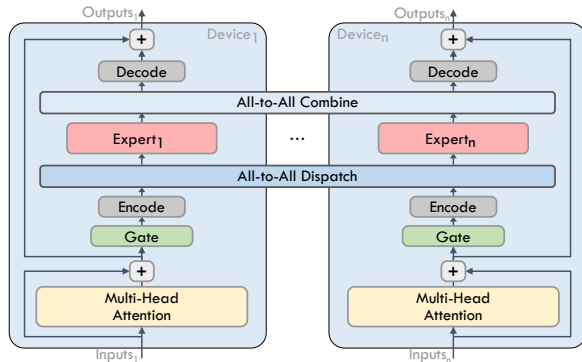 Outputs1 Outputsn
Device1 Devicen
+ +
Decode Decode
All-to-All Combine
Expert1 ... Expertn
All-to-All Dispatch
Encode Encode
Gate Gate
+ +
Multi-Head Multi-Head
Attention Attention
Inputs1 Inputsn